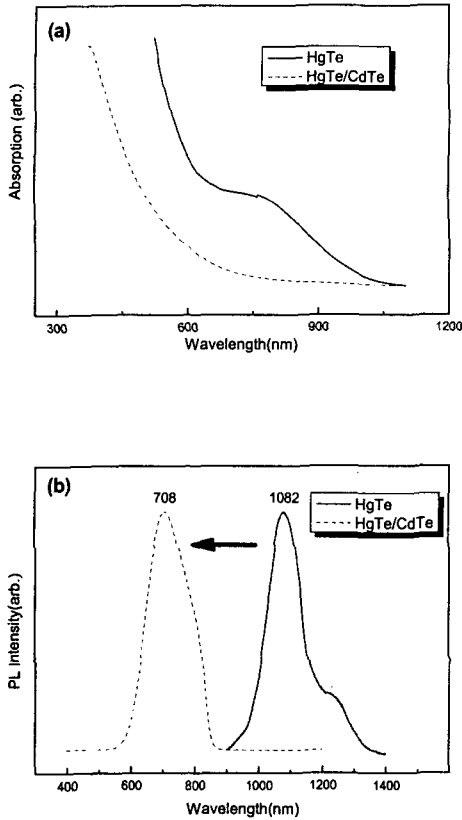 (a)
HgTe
HgTe/CdTe
Absorption (arb.)
300 600 900 1200
Wavelength(nm)
(b)
708 1082
HgTe
HgTe/CdTe
PL Intensity(arb.)
400 600 800 1000 1200 1400
Wavelength(nm)